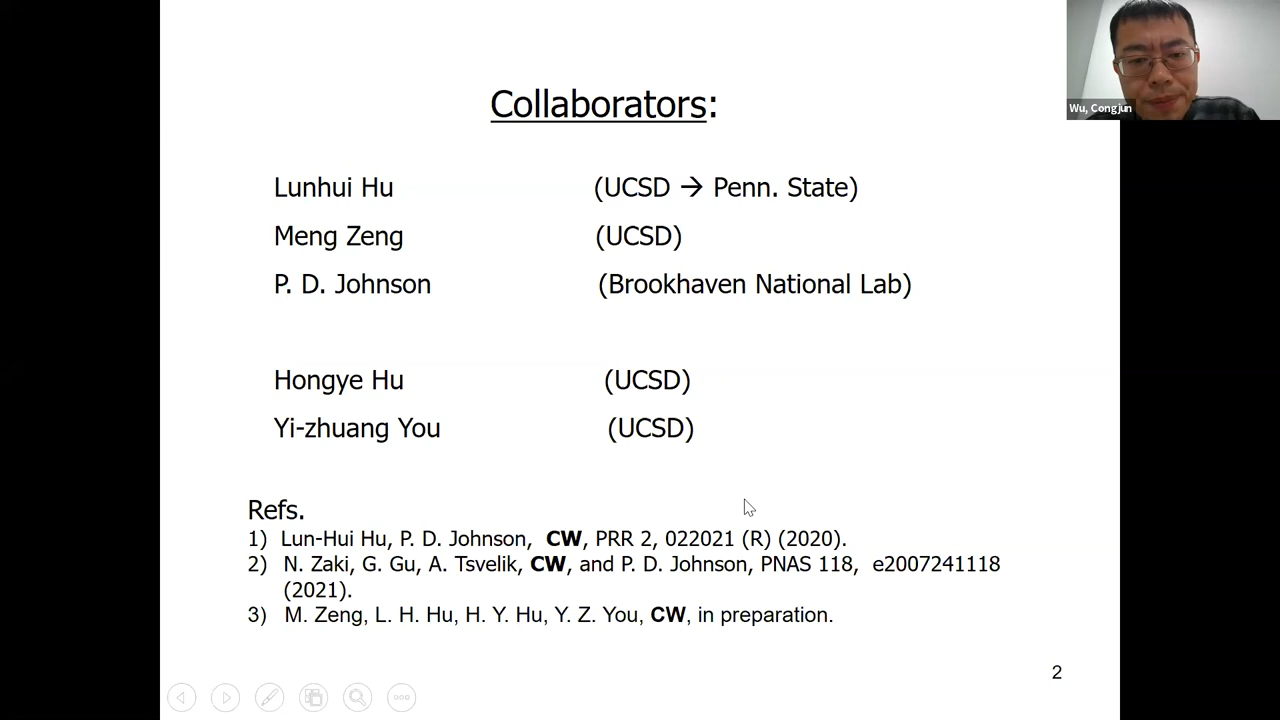 Collaborators:
Wu, Congjun
Lunhui Hu (UCSD → Penn. State)
Meng Zeng (UCSD)
P. D. Johnson (Brookhaven National Lab)
Hongye Hu (UCSD)
Yi-zhuang You (UCSD)
Refs.
1) Lun-Hui Hu, P. D. Johnson, CW, PRR 2, 022021 (R) (2020).
2) N. Zaki, G. Gu, A. Tsvelik, CW, and P. D. Johnson, PNAS 118, e2007241118
(2021).
3) M. Zeng, L. H. Hu, H. Y. Hu, Y. Z. You, CW, in preparation.
2